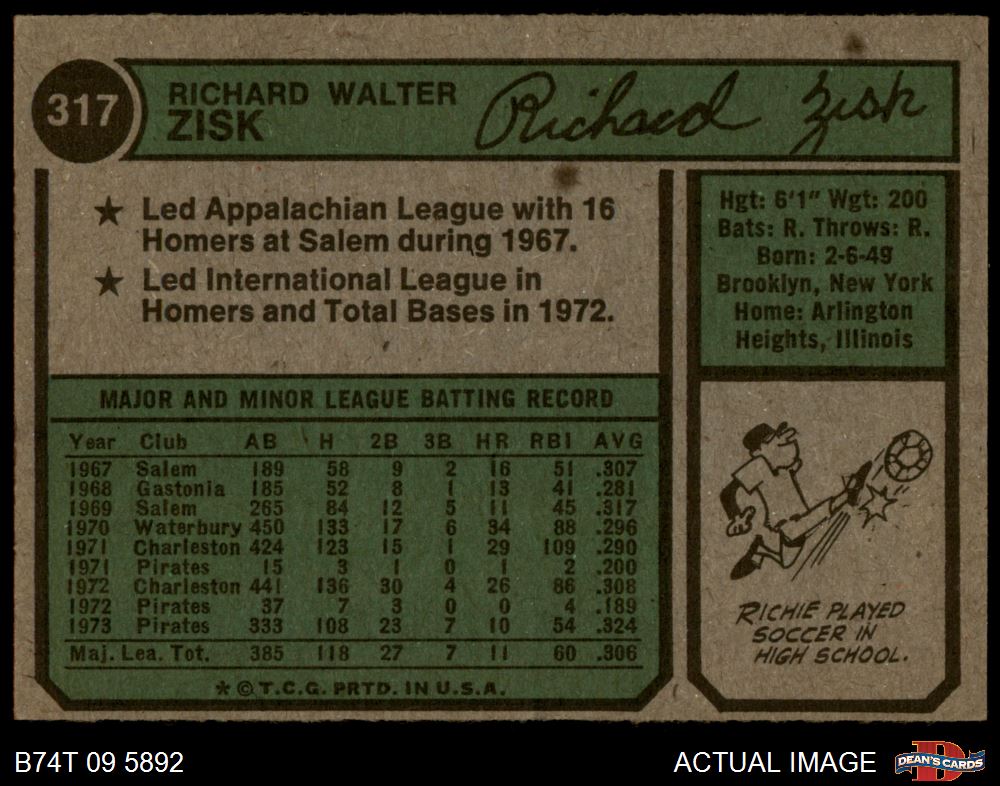 317
RICHARD WALTER
ZISK
Richard Zisk
★ Led Appalachian League with 16
Homers at Salem during 1967.
★ Led International League in
Homers and Total Bases in 1972.
Hgt: 6'1" Wgt: 200
Bats: R. Throws: R.
Born: 2-6-49
Brooklyn, New York
Home: Arlington
Heights, Illinois
MAJOR AND MINOR LEAGUE BATTING RECORD
Year Club AB H 2B 3B HR RBI AVG
1967 Salem 189 58 9 2 16 51 .307
1968 Gastonia 185 52 8 1 13 41 .281
1969 Salem 265 84 12 5 11 45 .317
1970 Waterbury 450 133 17 6 34 88 .296
1971 Charleston 424 123 15 1 29 109 .290
1971 Pirates 15 3 1 0 1 2 .200
1972 Charleston 441 136 30 4 26 86 .308
1972 Pirates 37 7 3 0 0 4 .189
1973 Pirates 333 108 23 7 10 54 .324
Maj. Lea. Tot. 385 118 27 7 11 60 .306
* © T.C.G. PRTD. IN U.S.A.
RICHIE PLAYED
SOCCER IN
HIGH SCHOOL.
B74T 09 5892
ACTUAL IMAGE
DEAN'S CARDS